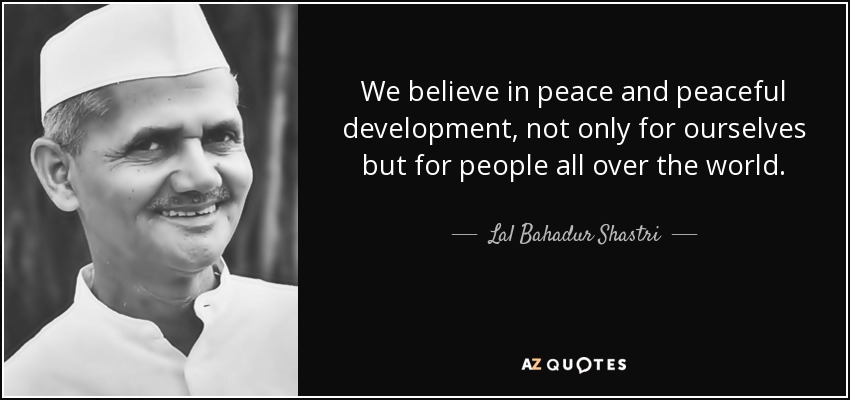 We believe in peace and peaceful
development, not only for ourselves
but for people all over the world.
Lal Bahadur Shastri
AZ QUOTES